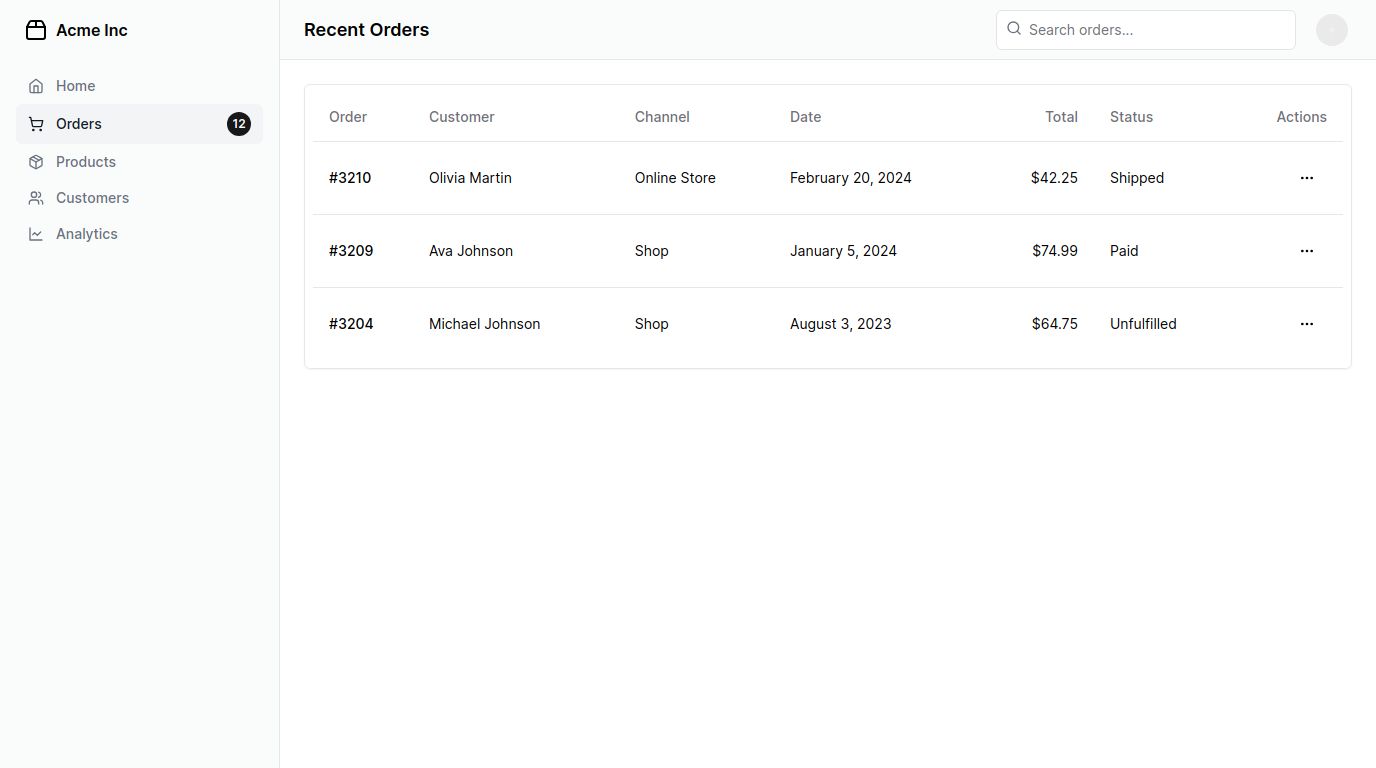 Acme Inc
Home
Orders 12
Products
Customers
Analytics
Recent Orders
Search orders...
Order Customer Channel Date Total Status Actions
#3210 Olivia Martin Online Store February 20, 2024 $42.25 Shipped
#3209 Ava Johnson Shop January 5, 2024 $74.99 Paid
#3204 Michael Johnson Shop August 3, 2023 $64.75 Unfulfilled